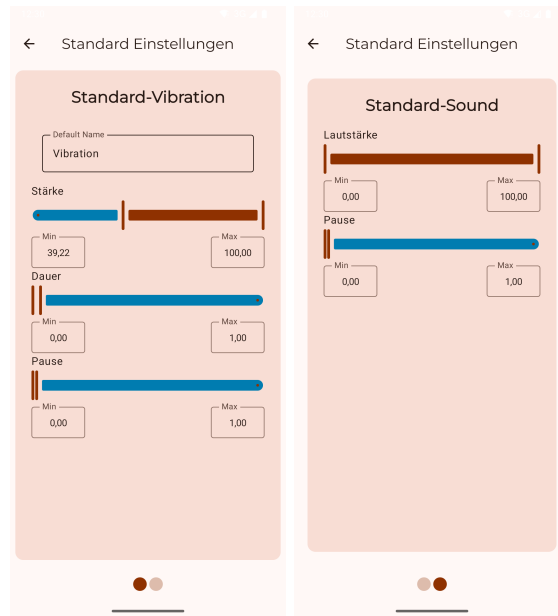 Standard Einstellungen
Standard-Vibration
Default Name
Vibration
Stärke
Min Max
39,22 100,00
Dauer
Min Max
0,00 1,00
Pause
Min Max
0,00 1,00
Standard Einstellungen
Standard-Sound
Lautstärke
Min Max
0,00 100,00
Pause
Min Max
0,00 1,00